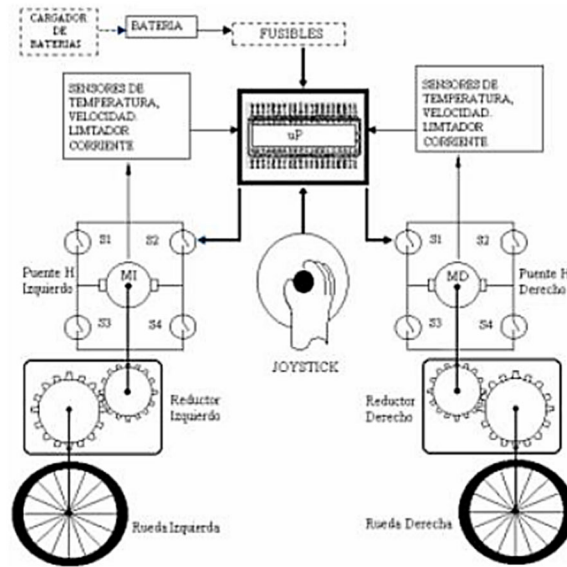 CARGADOR
DE
BATERIAS
BATERIA
FUSIBLES
SENSORES DE
TEMPERATURA,
VELOCIDAD.
LIMTADOR
CORRIENTE
uP
SENSORES DE
TEMPERATURA,
VELOCIDAD.
LIMTADOR
CORRIENTE
S1
S2
Puente H
Izquierdo
MI
S3
S4
S1
S2
MD
Puente H
Derecho
S3
S4
JOYSTICK
Reductor
Izquierdo
Reductor
Derecho
Rueda Izquierda
Rueda Derecha